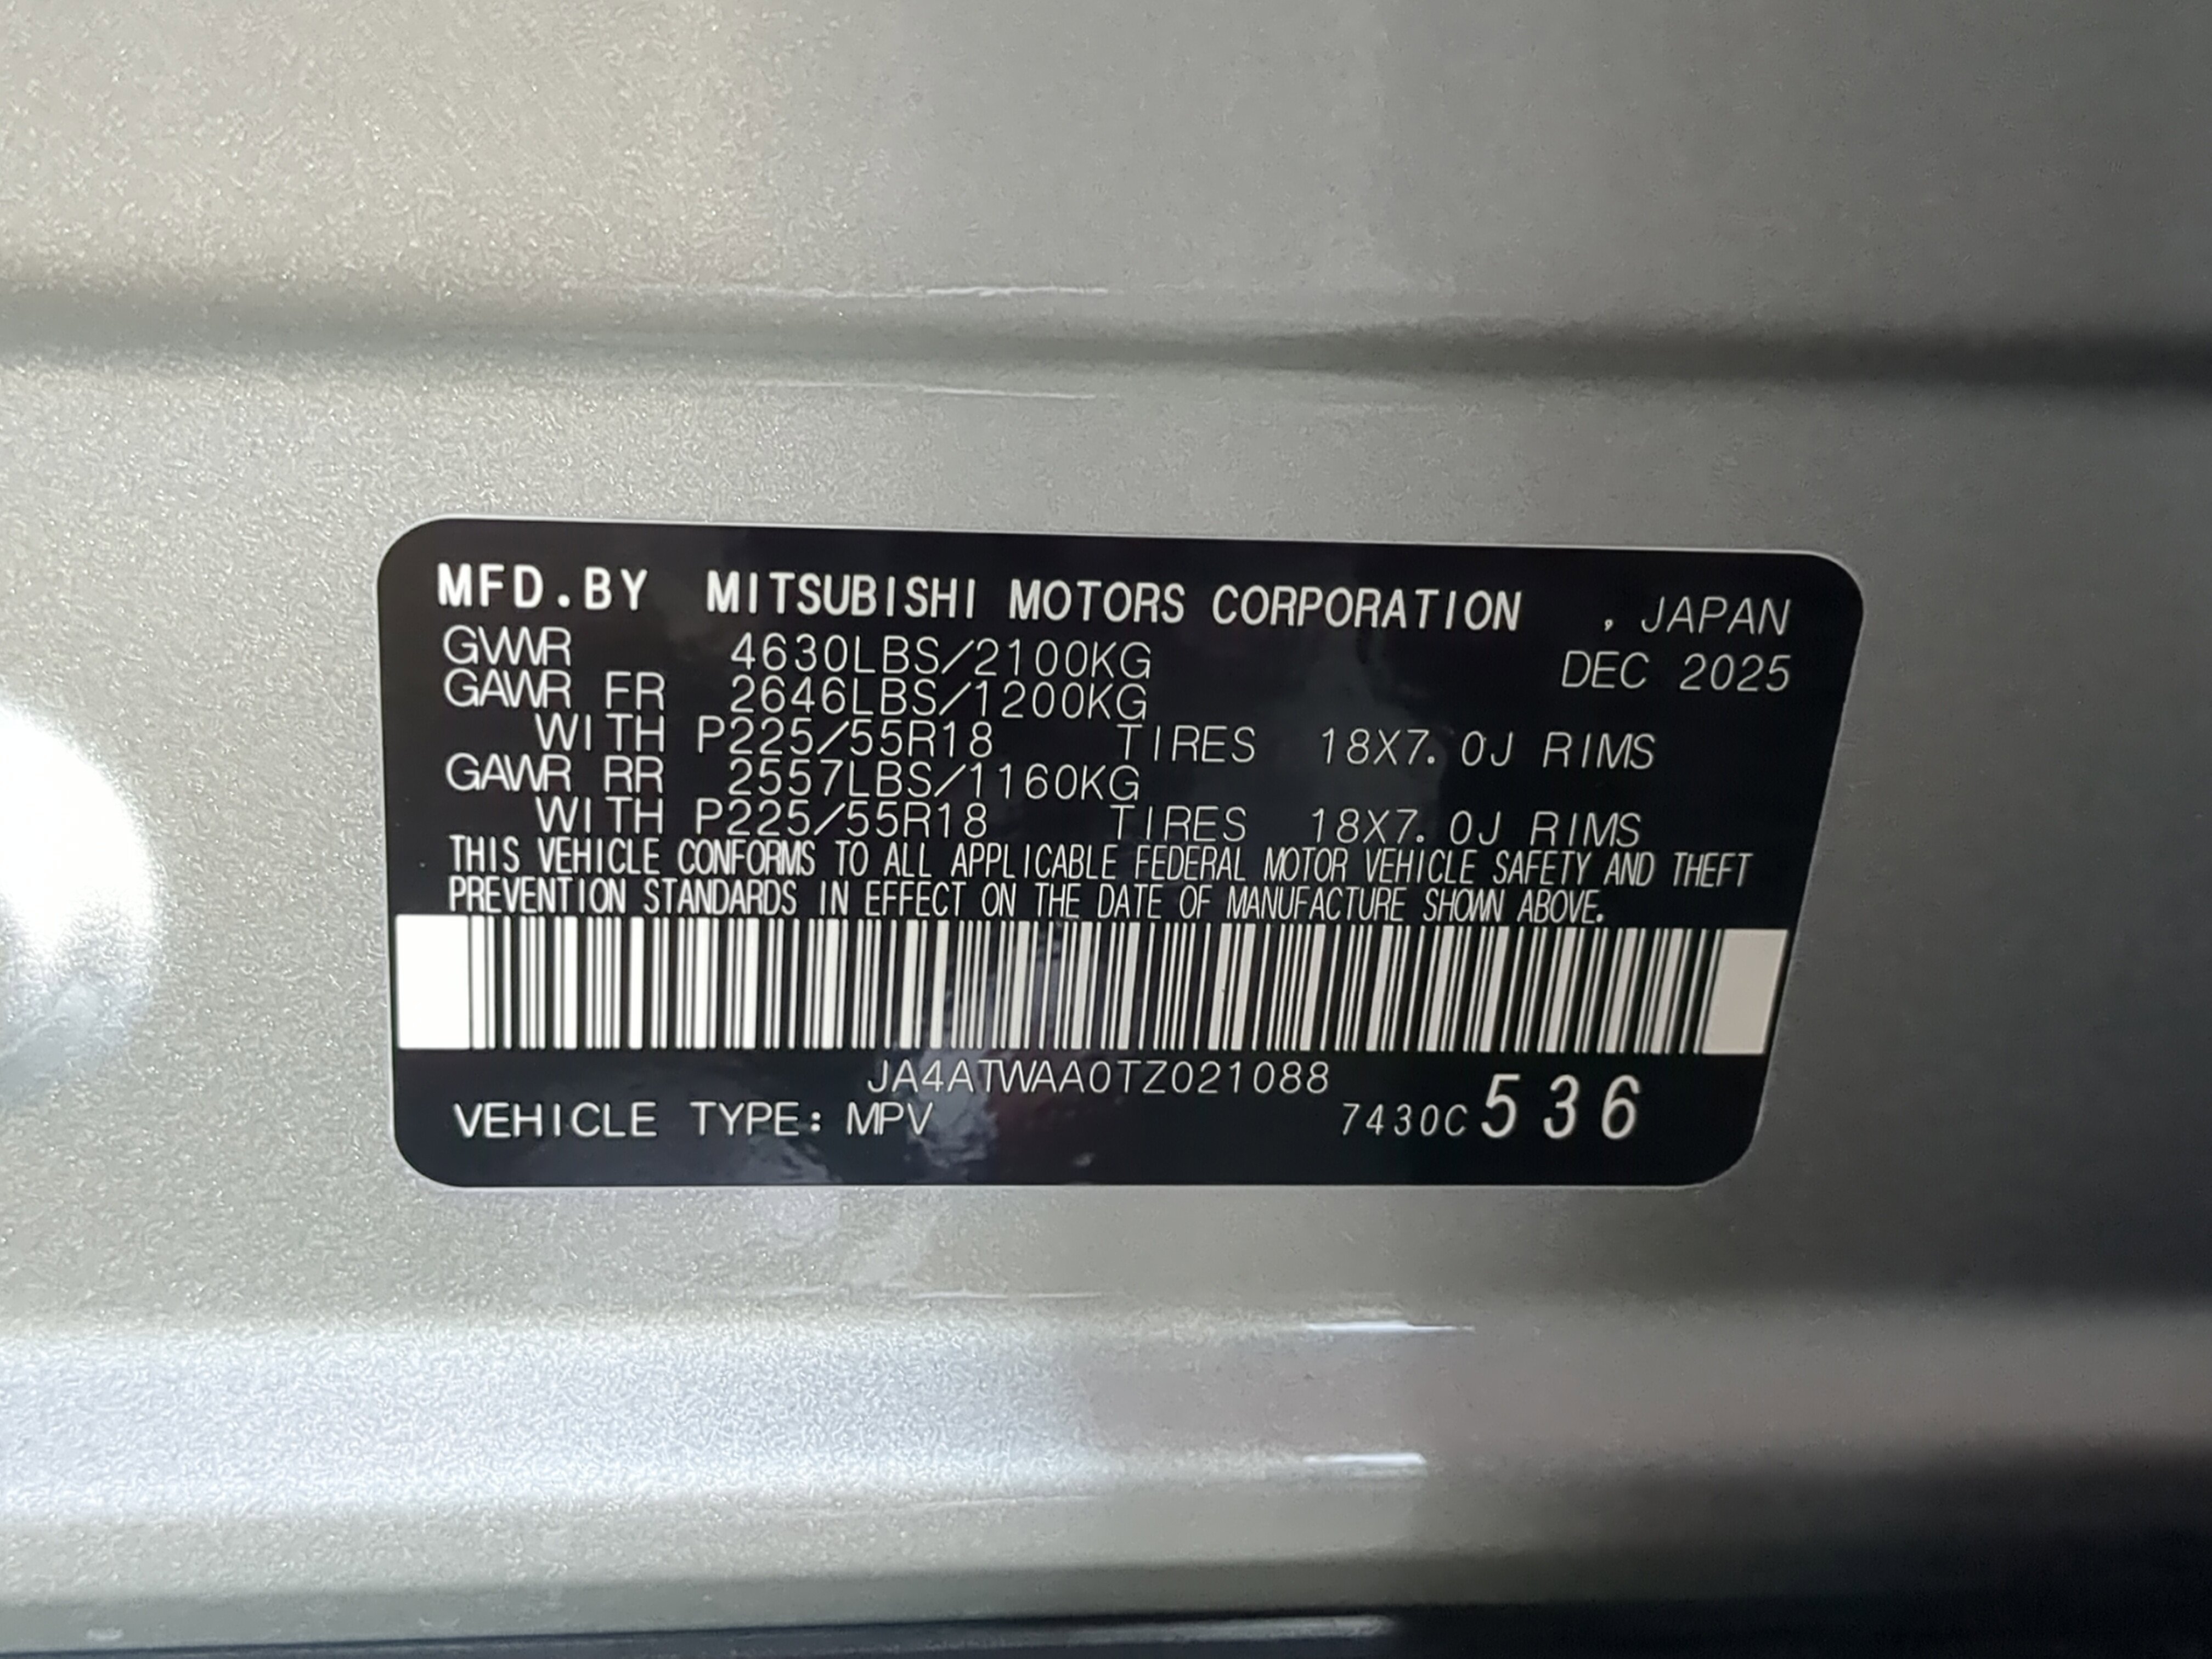 MFD.BY MITSUBISHI MOTORS CORPORATION , JAPAN
GVWR 4630LBS/2100KG DEC 2025
GAWR FR 2646LBS/1200KG
WITH P225/55R18 TIRES 18X7.0J RIMS
GAWR RR 2557LBS/1160KG
WITH P225/55R18 TIRES 18X7.0J RIMS
THIS VEHICLE CONFORMS TO ALL APPLICABLE FEDERAL MOTOR VEHICLE SAFETY AND THEFT
PREVENTION STANDARDS IN EFFECT ON THE DATE OF MANUFACTURE SHOWN ABOVE.
JA4ATWAA0TZ021088
VEHICLE TYPE: MPV 7430C 536